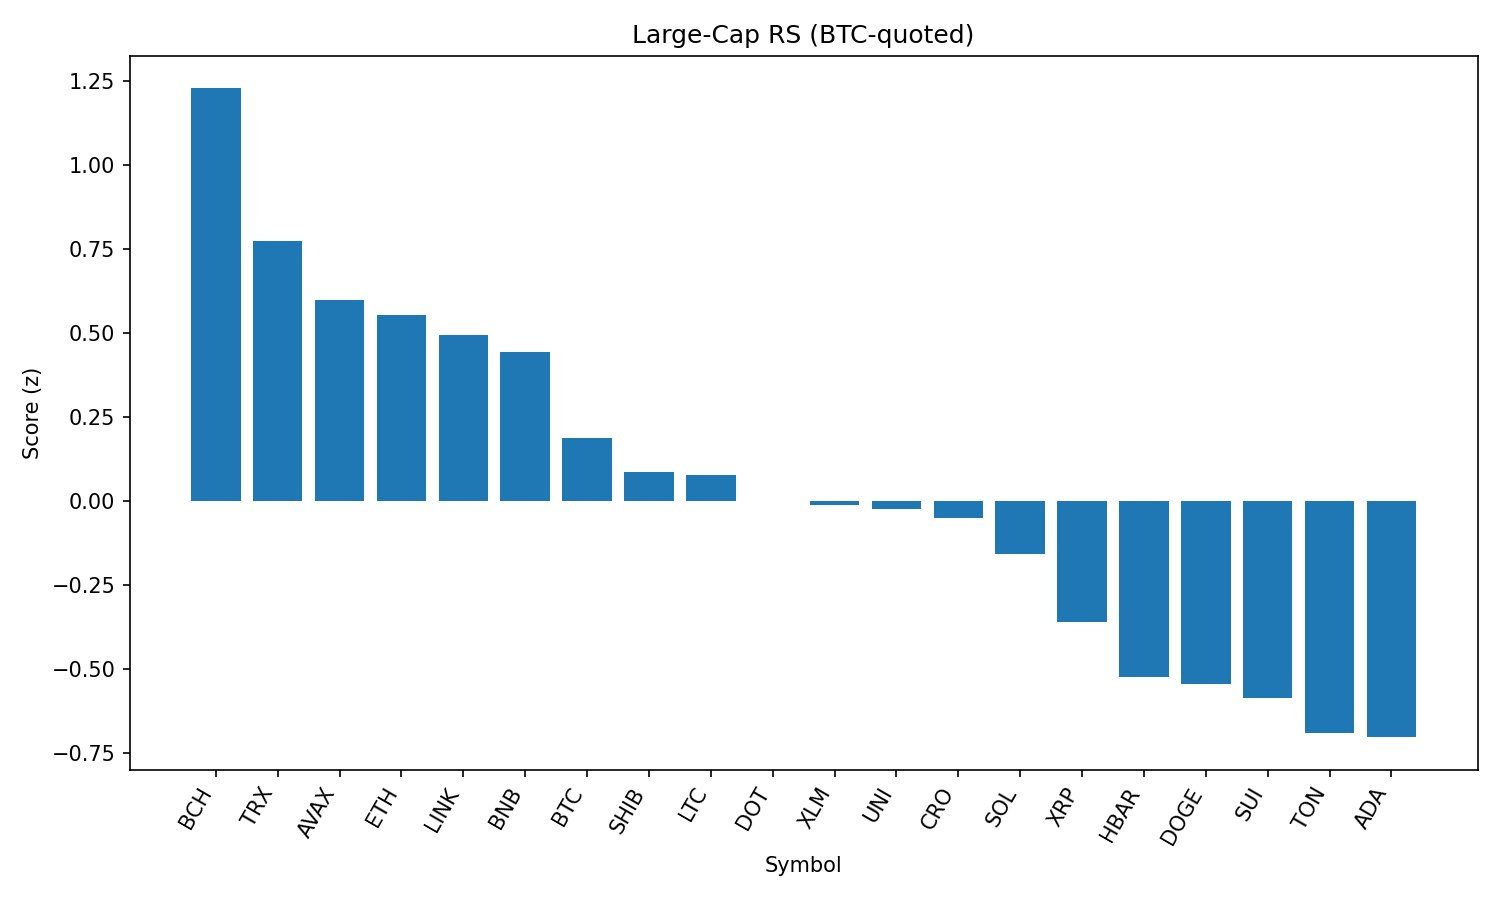 Large-Cap RS (BTC-quoted)
Score (z)
1.25
1.00
0.75
0.50
0.25
0.00
−0.25
−0.50
−0.75
BCH
TRX
AVAX
ETH
LINK
BNB
BTC
SHIB
LTC
DOT
XLM
UNI
CRO
SOL
XRP
HBAR
DOGE
SUI
TON
ADA
Symbol